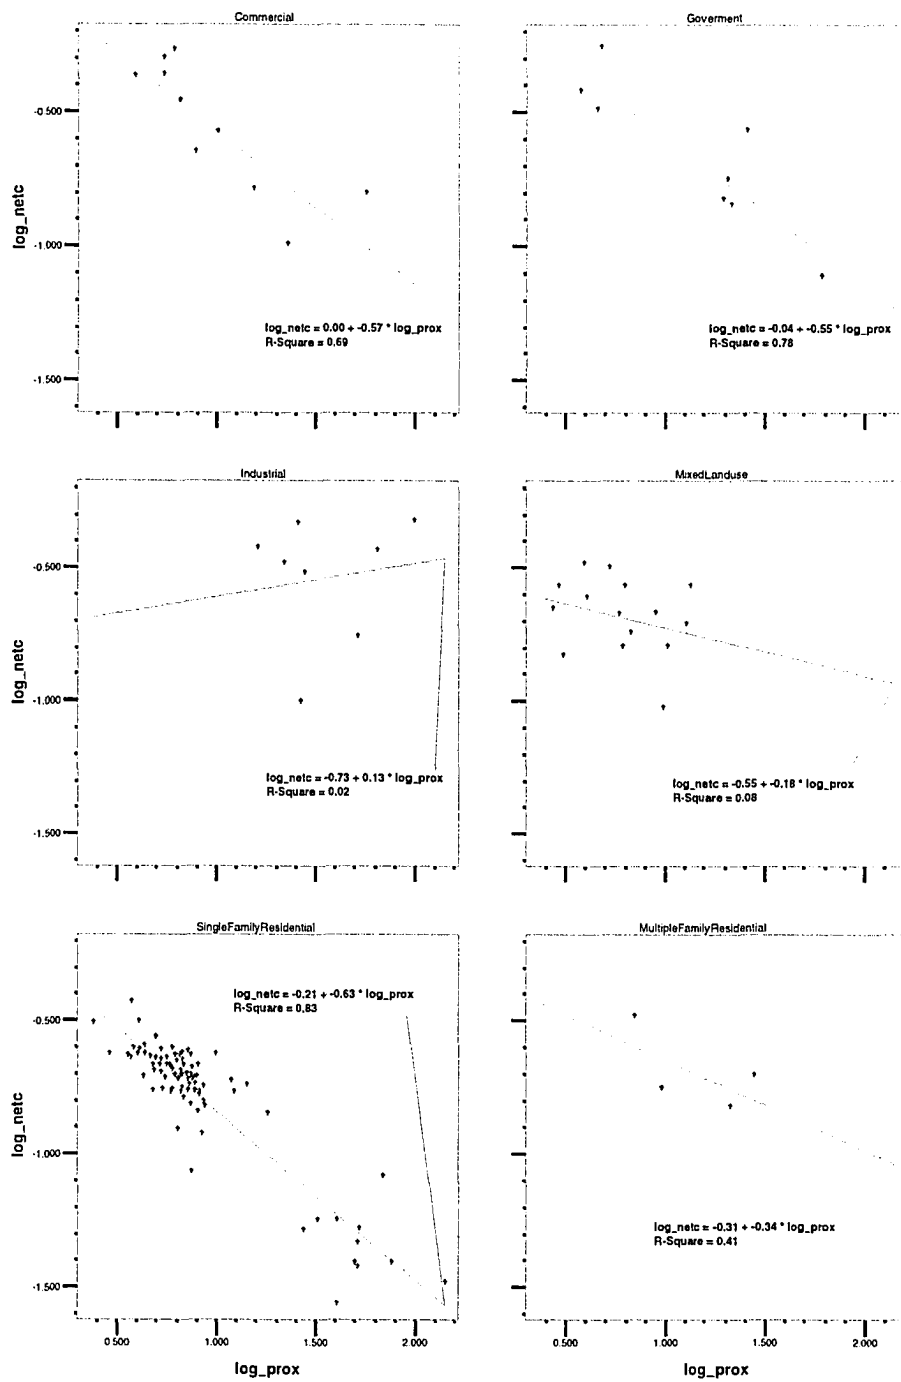 Commercial
-0.500
-1.000
-1.500
log_netc
log_netc = 0.00 + -0.57 * log_prox
R-Square = 0.69
Goverment
log_netc = -0.04 + -0.55 * log_prox
R-Square = 0.78
Industrial
-0.500
-1.000
-1.500
log_netc
log_netc = -0.73 + 0.13 * log_prox
R-Square = 0.02
MixedLanduse
log_netc = -0.55 + -0.18 * log_prox
R-Square = 0.08
SingleFamilyResidential
-0.500
-1.000
-1.500
log_netc
log_netc = -0.21 + -0.63 * log_prox
R-Square = 0.83
0.500 1.000 1.500 2.000
log_prox
MultipleFamilyResidential
log_netc = -0.31 + -0.34 * log_prox
R-Square = 0.41
0.500 1.000 1.500 2.000
log_prox